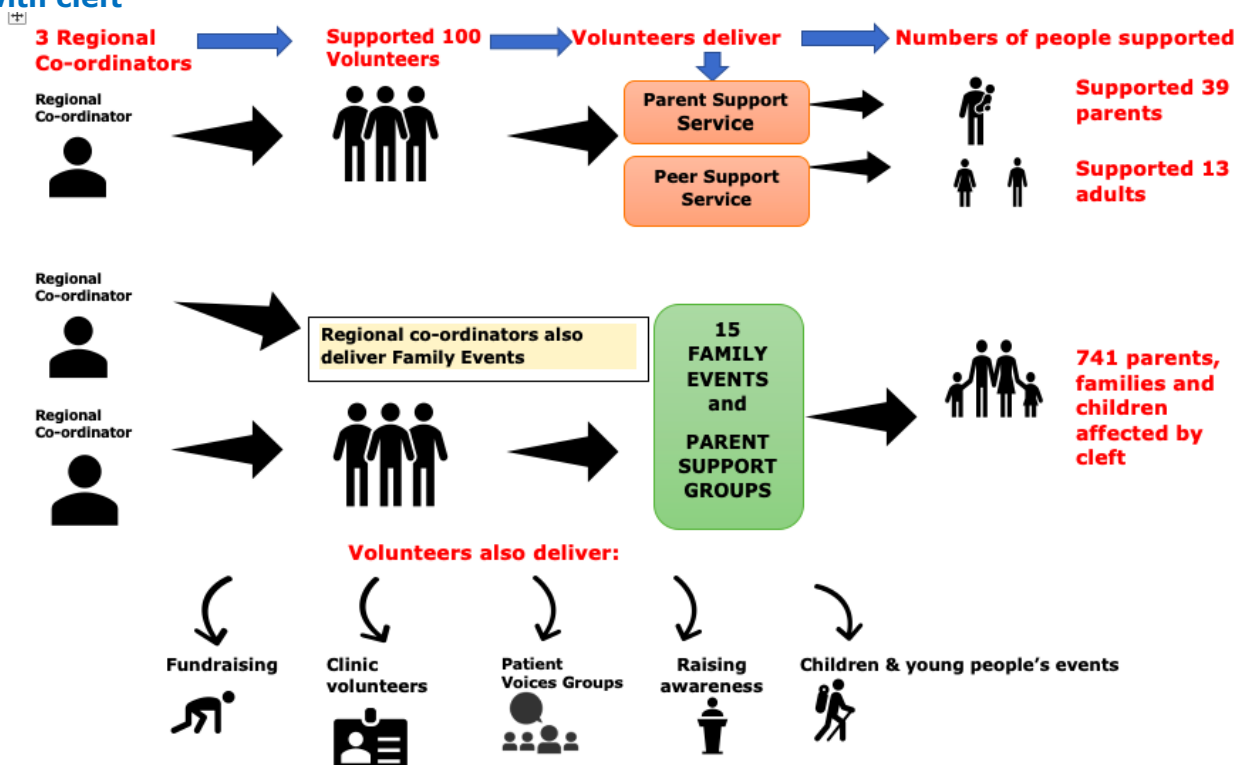 with cleft
3 Regional
Co-ordinators
Supported 100
Volunteers
Volunteers deliver
Numbers of people supported
Regional
Co-ordinator
Parent Support
Service
Supported 39
parents
Peer Support
Service
Supported 13
adults
Regional
Co-ordinator
Regional co-ordinators also
deliver Family Events
15
FAMILY
EVENTS
and
PARENT
SUPPORT
GROUPS
741 parents,
families and
children
affected by
cleft
Regional
Co-ordinator
Volunteers also deliver:
Fundraising
Clinic
volunteers
Patient
Voices Groups
Raising
awareness
Children & young people’s events